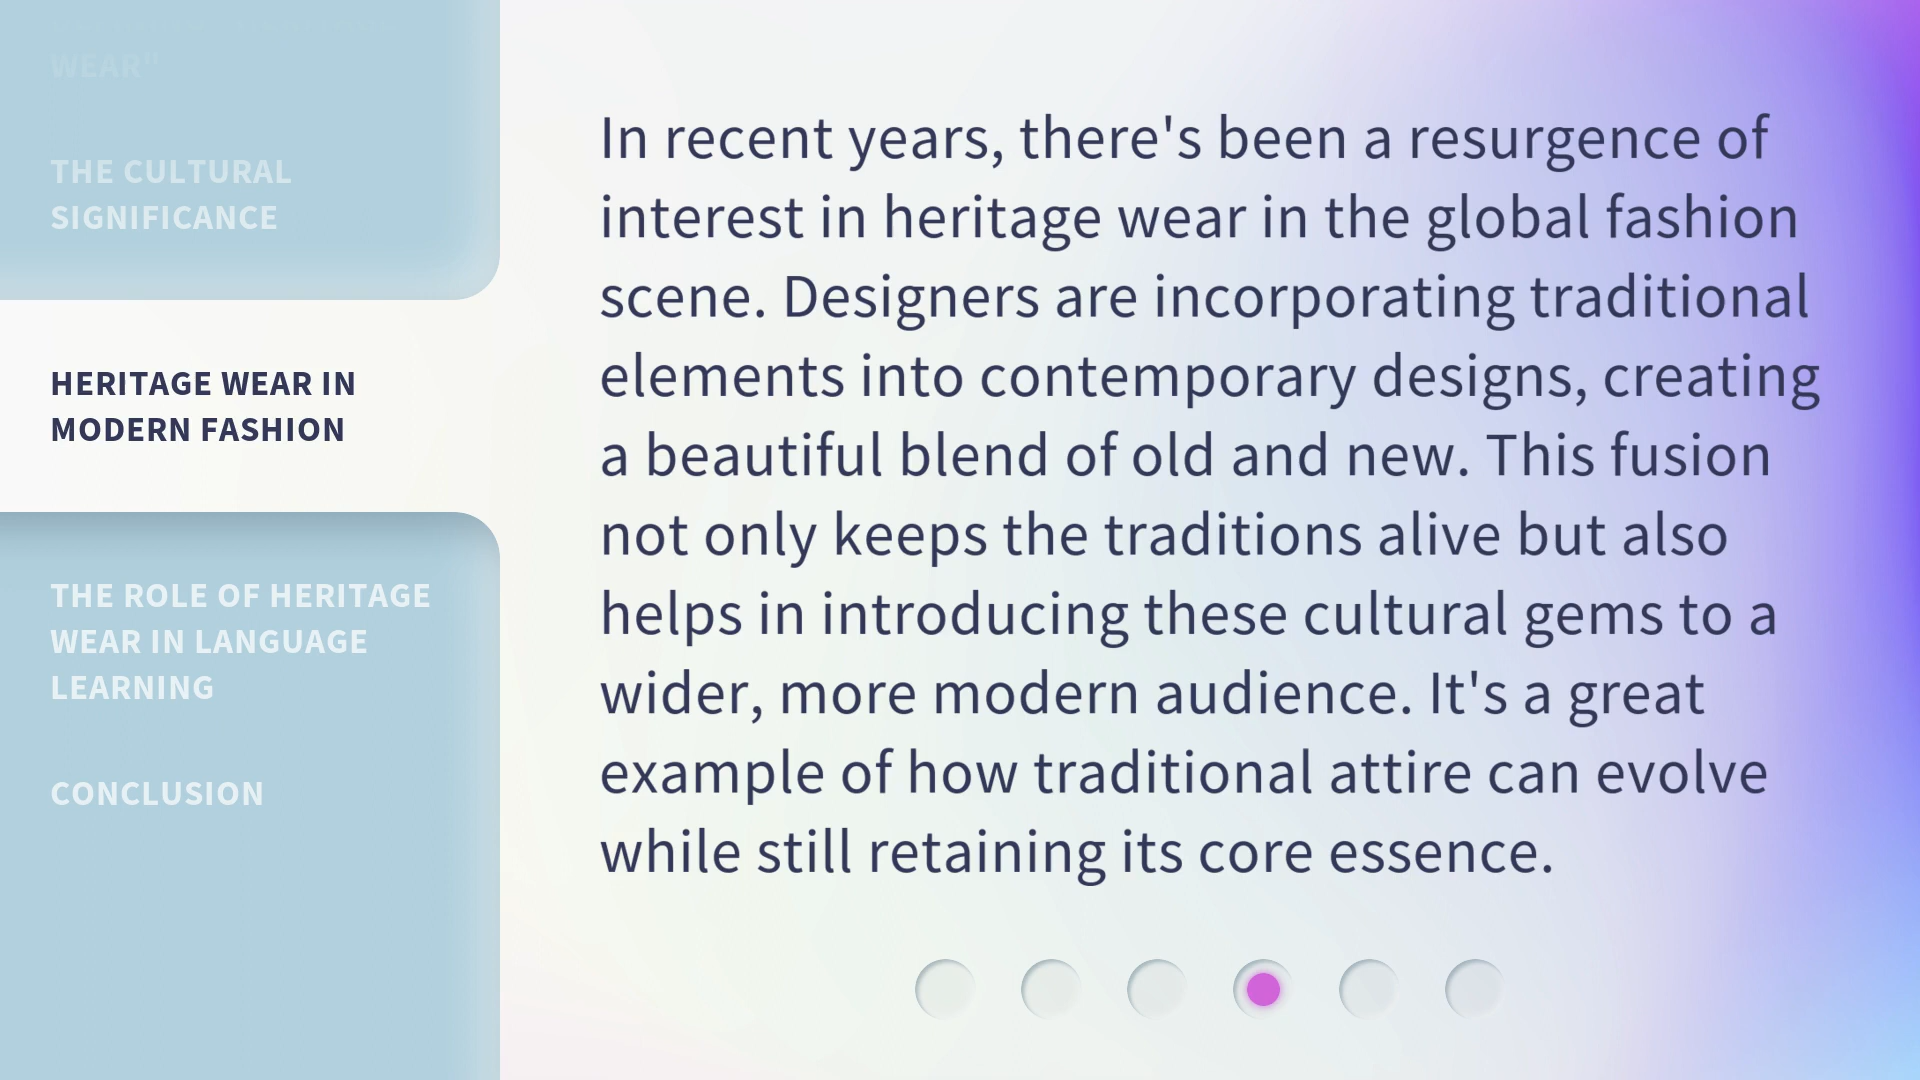 WEAR"
THE CULTURAL
SIGNIFICANCE
HERITAGE WEAR IN
MODERN FASHION
THE ROLE OF HERITAGE
WEAR IN LANGUAGE
LEARNING
CONCLUSION
In recent years, there's been a resurgence of
interest in heritage wear in the global fashion
scene. Designers are incorporating traditional
elements into contemporary designs, creating
a beautiful blend of old and new. This fusion
not only keeps the traditions alive but also
helps in introducing these cultural gems to a
wider, more modern audience. It's a great
example of how traditional attire can evolve
while still retaining its core essence.